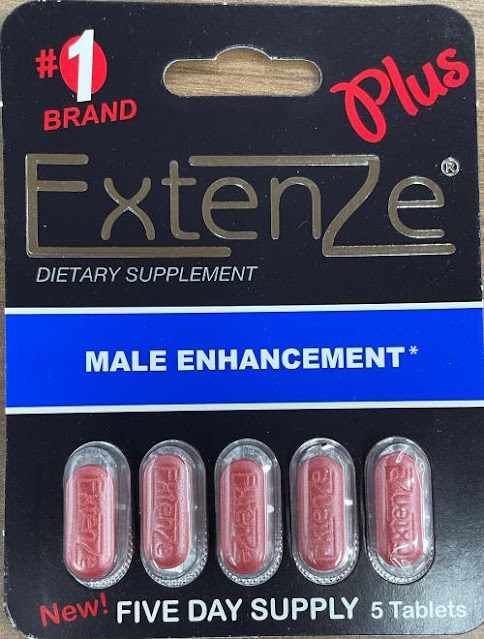 #1
BRAND
Plus
ExtenZe®
DIETARY SUPPLEMENT
MALE ENHANCEMENT*
ExtenZe ExtenZe ExtenZe ExtenZe ExtenZe
New! FIVE DAY SUPPLY 5 Tablets